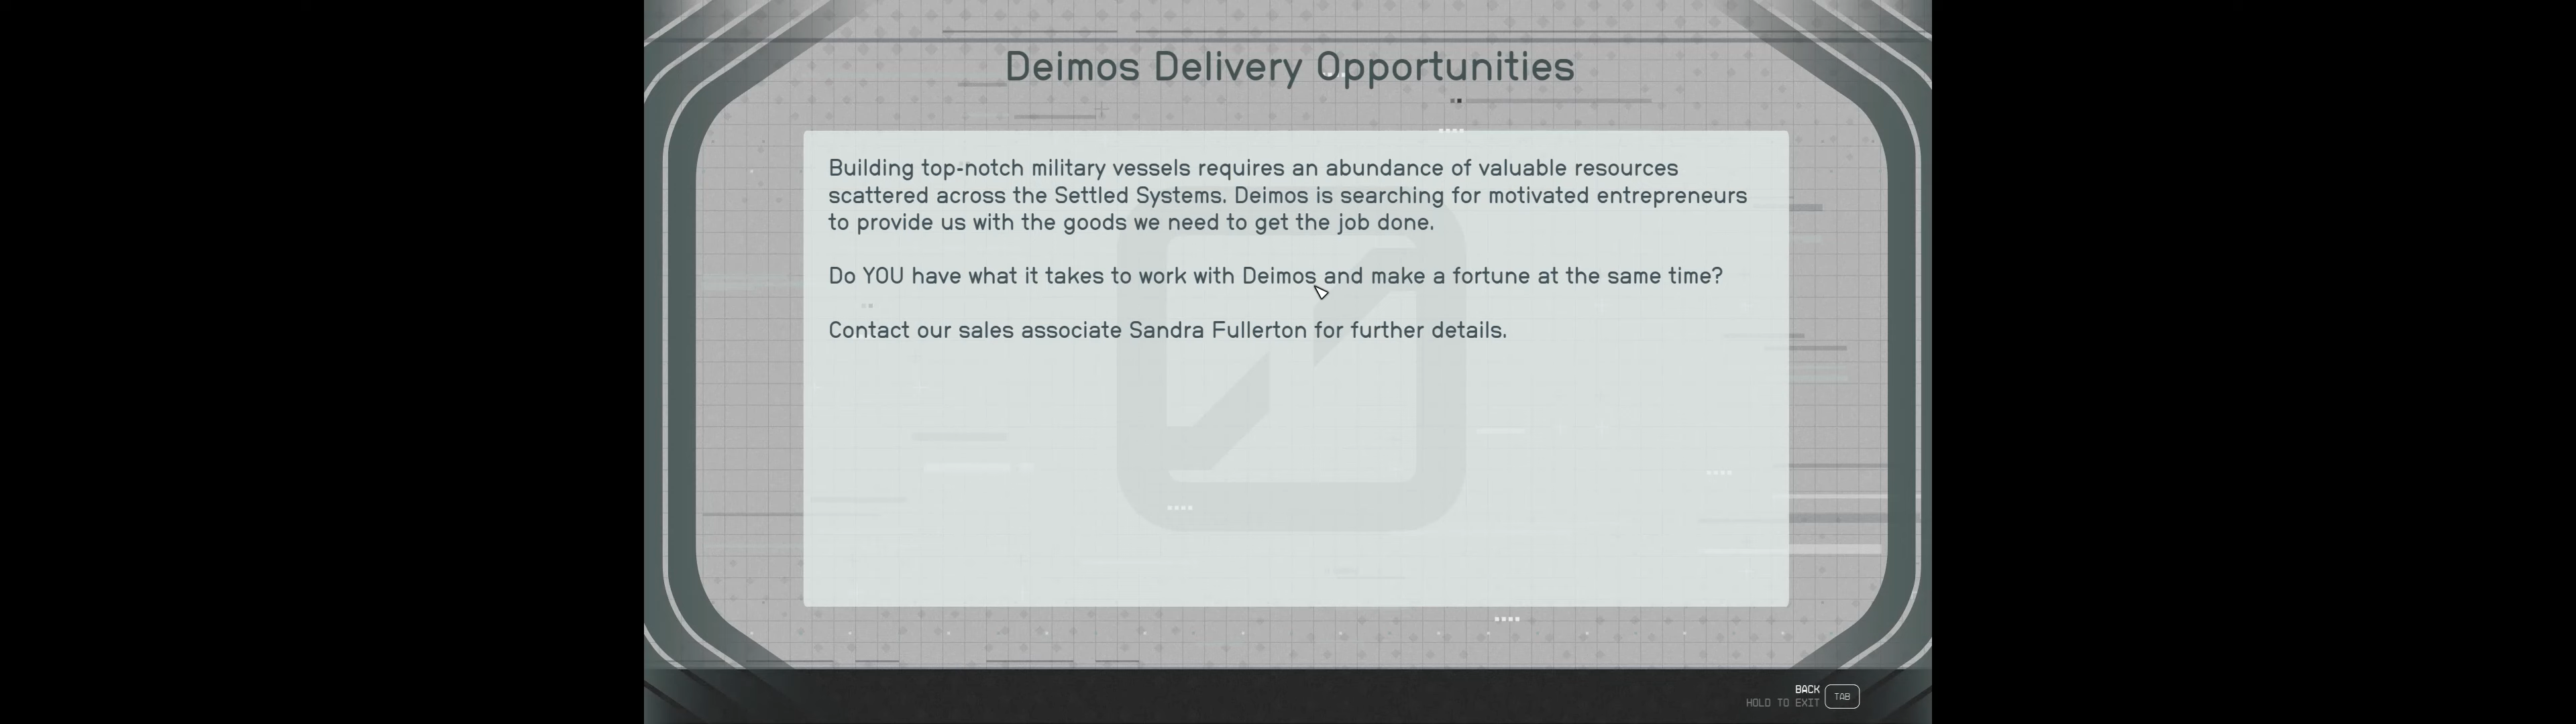 Deimos Delivery Opportunities
Building top-notch military vessels requires an abundance of valuable resources
scattered across the Settled Systems. Deimos is searching for motivated entrepreneurs
to provide us with the goods we need to get the job done.
Do YOU have what it takes to work with Deimos and make a fortune at the same time?
Contact our sales associate Sandra Fullerton for further details.
BACK
HOLD TO EXIT
TAB